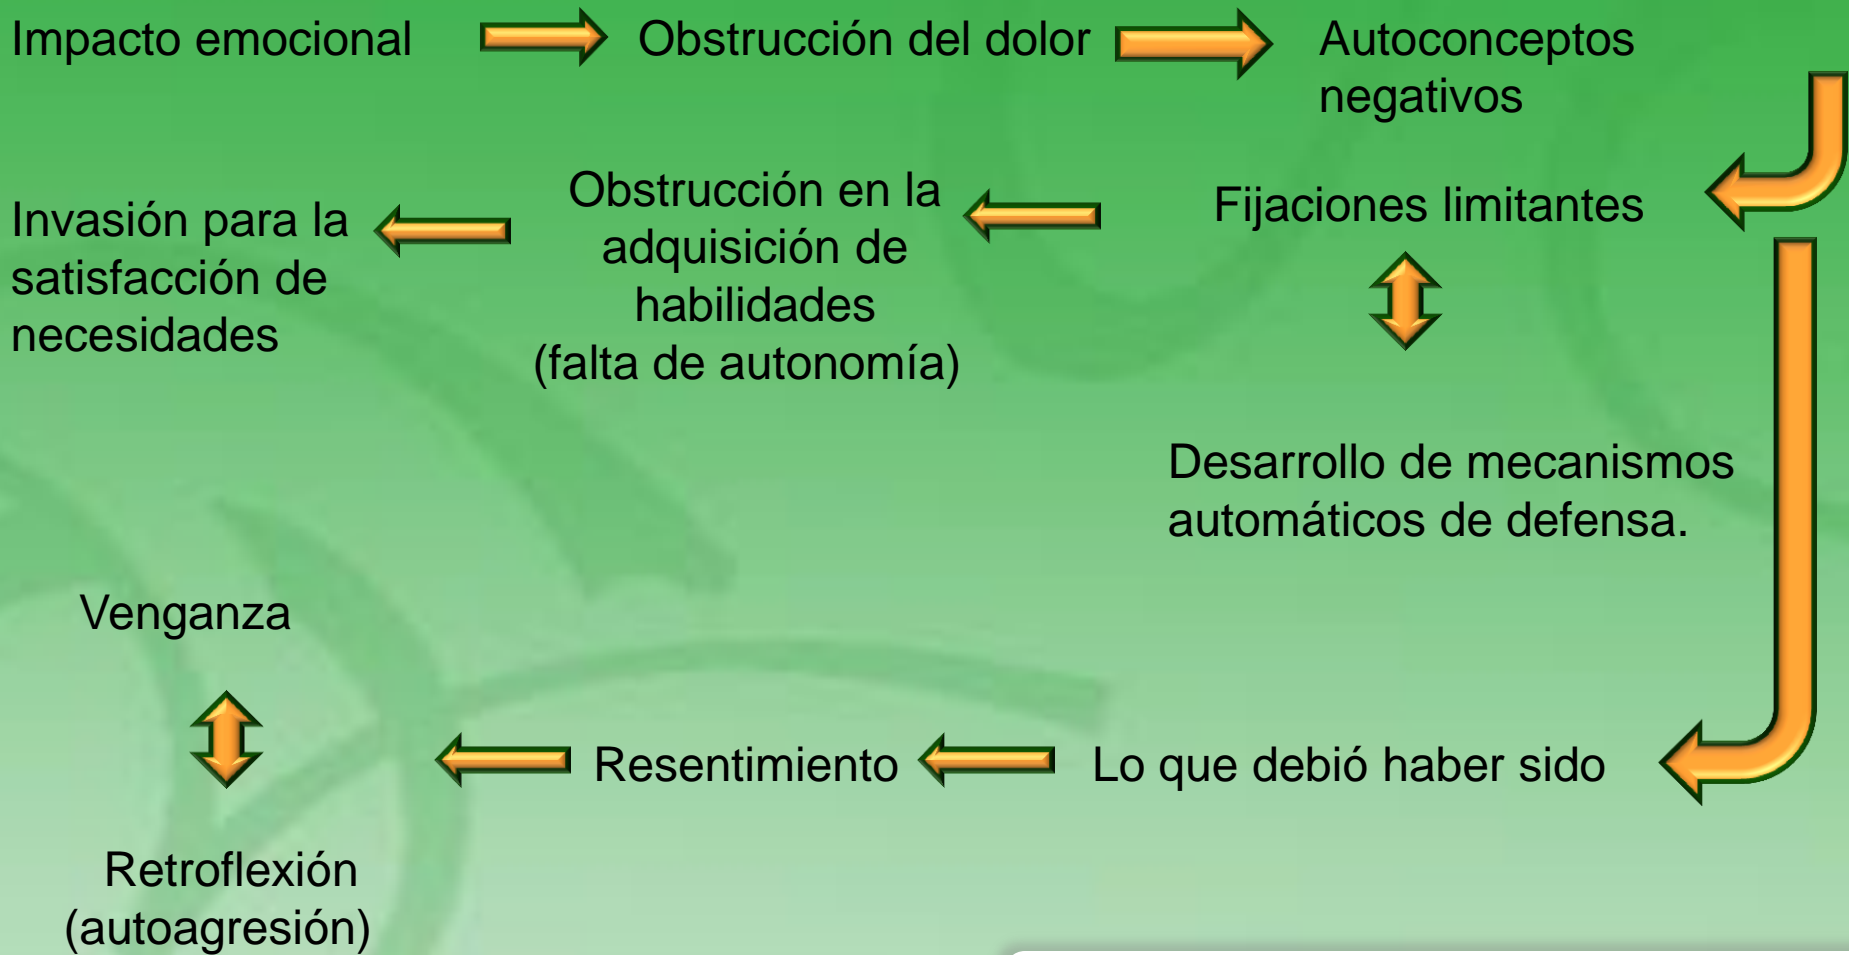 Impacto emocional
Obstrucción del dolor
Autoconceptos
negativos
Fijaciones limitantes
Obstrucción en la
adquisición de
habilidades
(falta de autonomía)
Invasión para la
satisfacción de
necesidades
Desarrollo de mecanismos
automáticos de defensa.
Lo que debió haber sido
Resentimiento
Venganza
Retroflexión
(autoagresión)